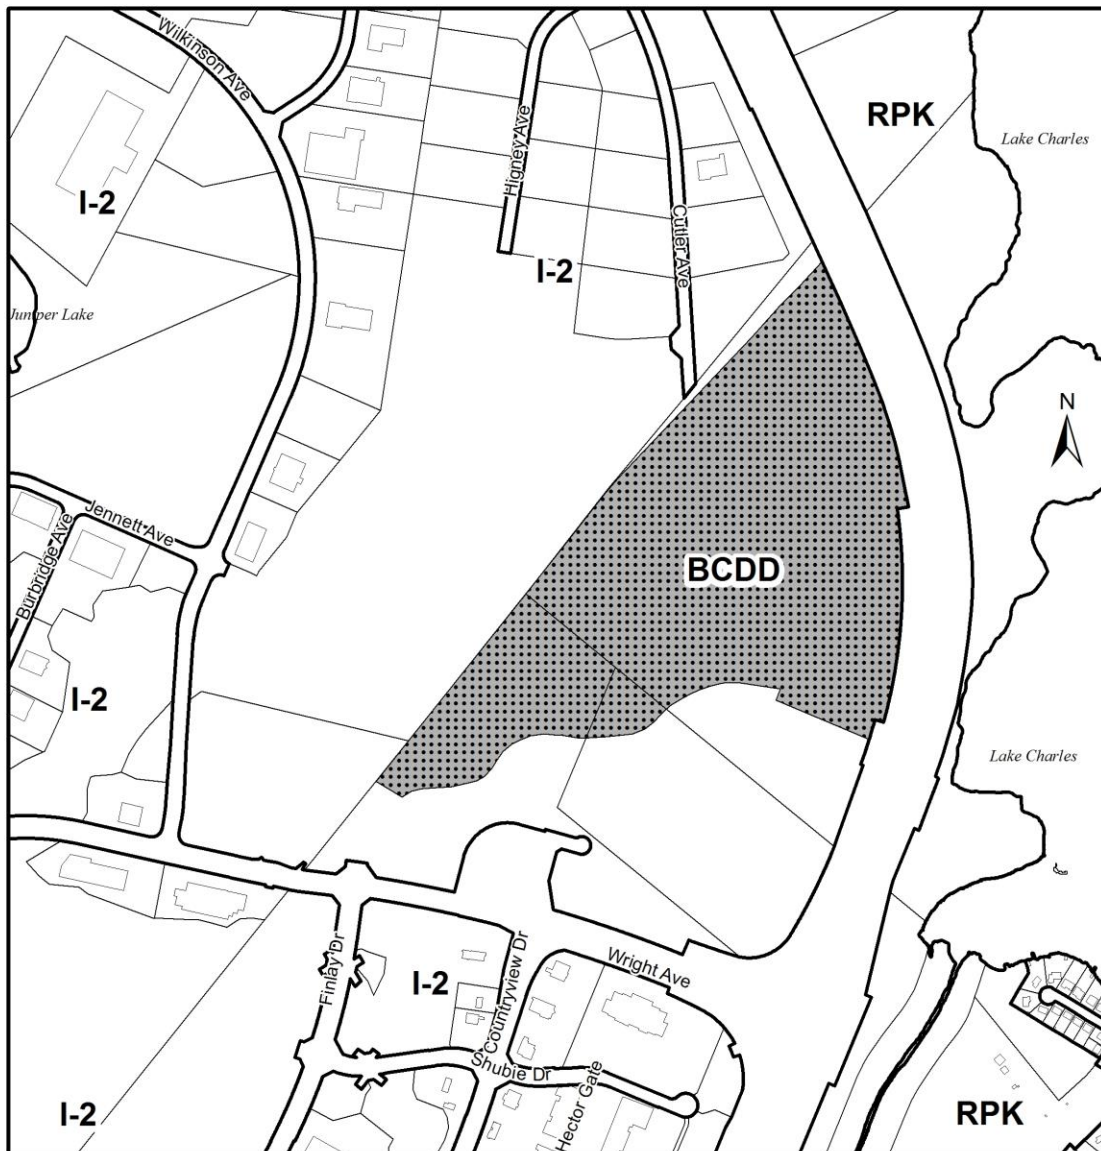 Wilkinson Ave
Higney Ave
RPK
Lake Charles
I-2
Cutler Ave
I-2
Juniper Lake
N
Jennett Ave
Burbridge Ave
BCDD
I-2
Lake Charles
Finlay Dr
I-2
Countryview Dr
Wright Ave
Shubie Dr
Hector Gate
I-2
RPK